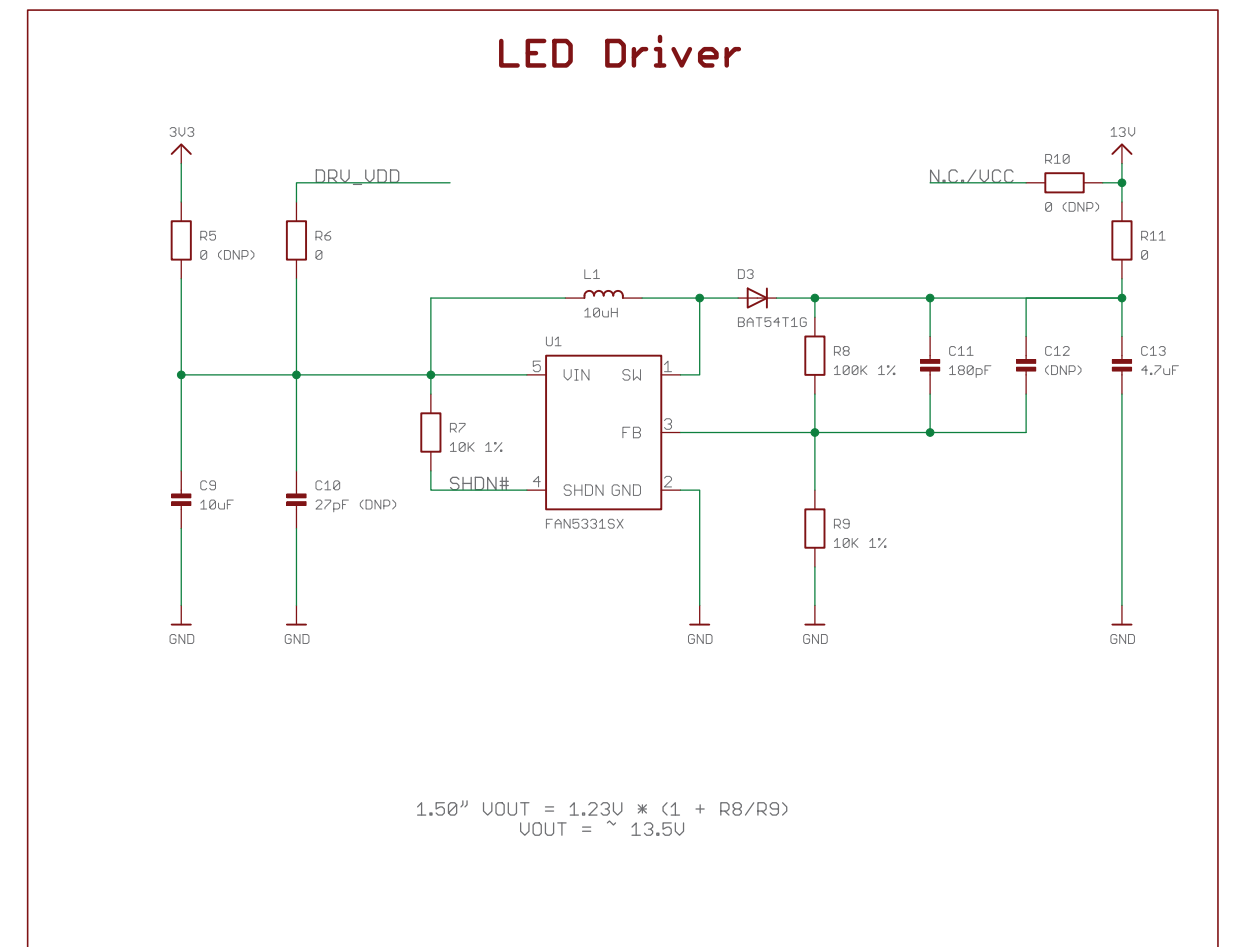 LED Driver
3V3
13V
R10
DRV_VDD
N.C./VCC
0 (DNP)
R5
0 (DNP)
R6
0
R11
0
L1
10uH
D3
BAT54T1G
U1
5
VIN
SW
1
R8
100K 1%
C11
180pF
C12
(DNP)
C13
4.7uF
R7
10K 1%
FB
3
SHDN#
4
SHDN GND
2
C9
10uF
C10
27pF (DNP)
FAN5331SX
R9
10K 1%
GND
GND
GND
GND
GND
1.50” VOUT = 1.23V * (1 + R8/R9)
VOUT = ~ 13.5V